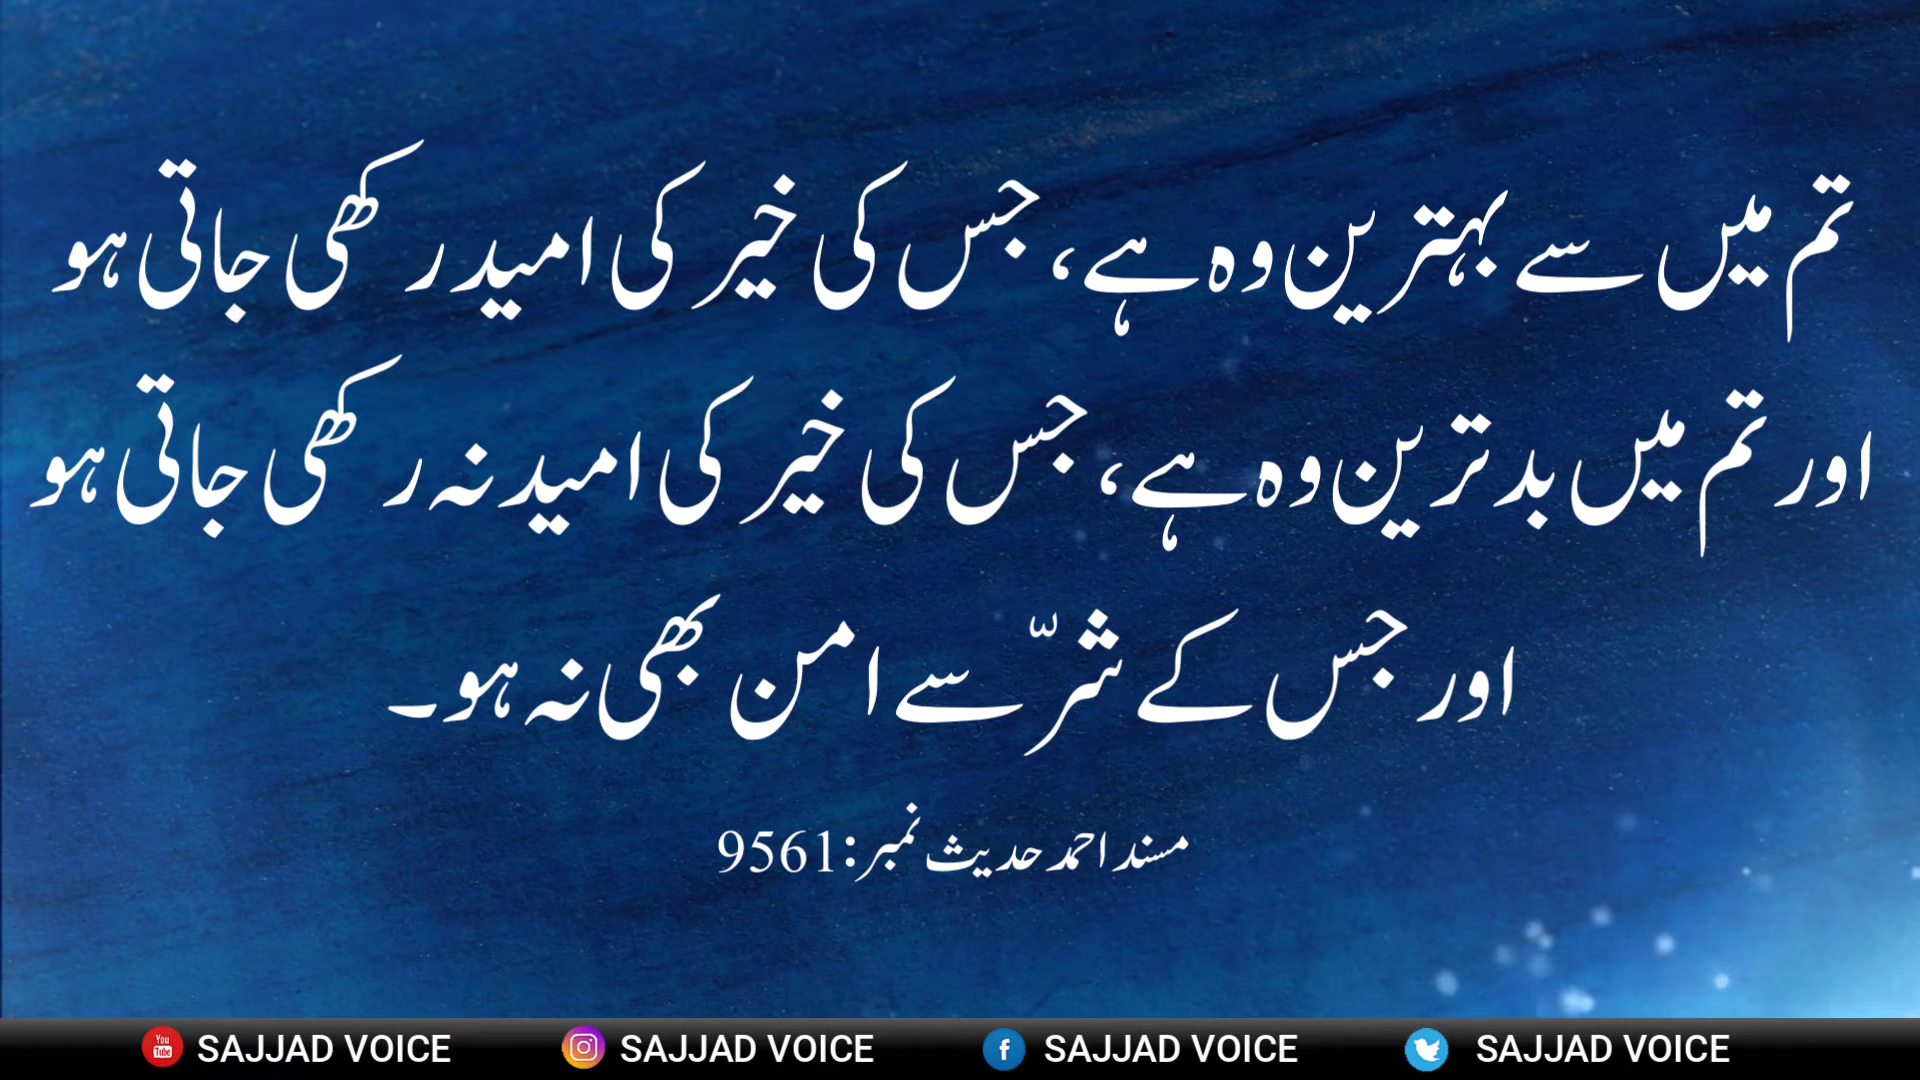 تم میں سے بہترین وہ ہے، جس کی خیر کی امید رکھی جاتی ہو
اور تم میں بدترین وہ ہے، جس کی خیر کی امید نہ رکھی جاتی ہو
اور جس کے شرّ سے امن بھی نہ ہو۔
مسند احمد حدیث نمبر: 9561
SAJJAD VOICE SAJJAD VOICE SAJJAD VOICE SAJJAD VOICE